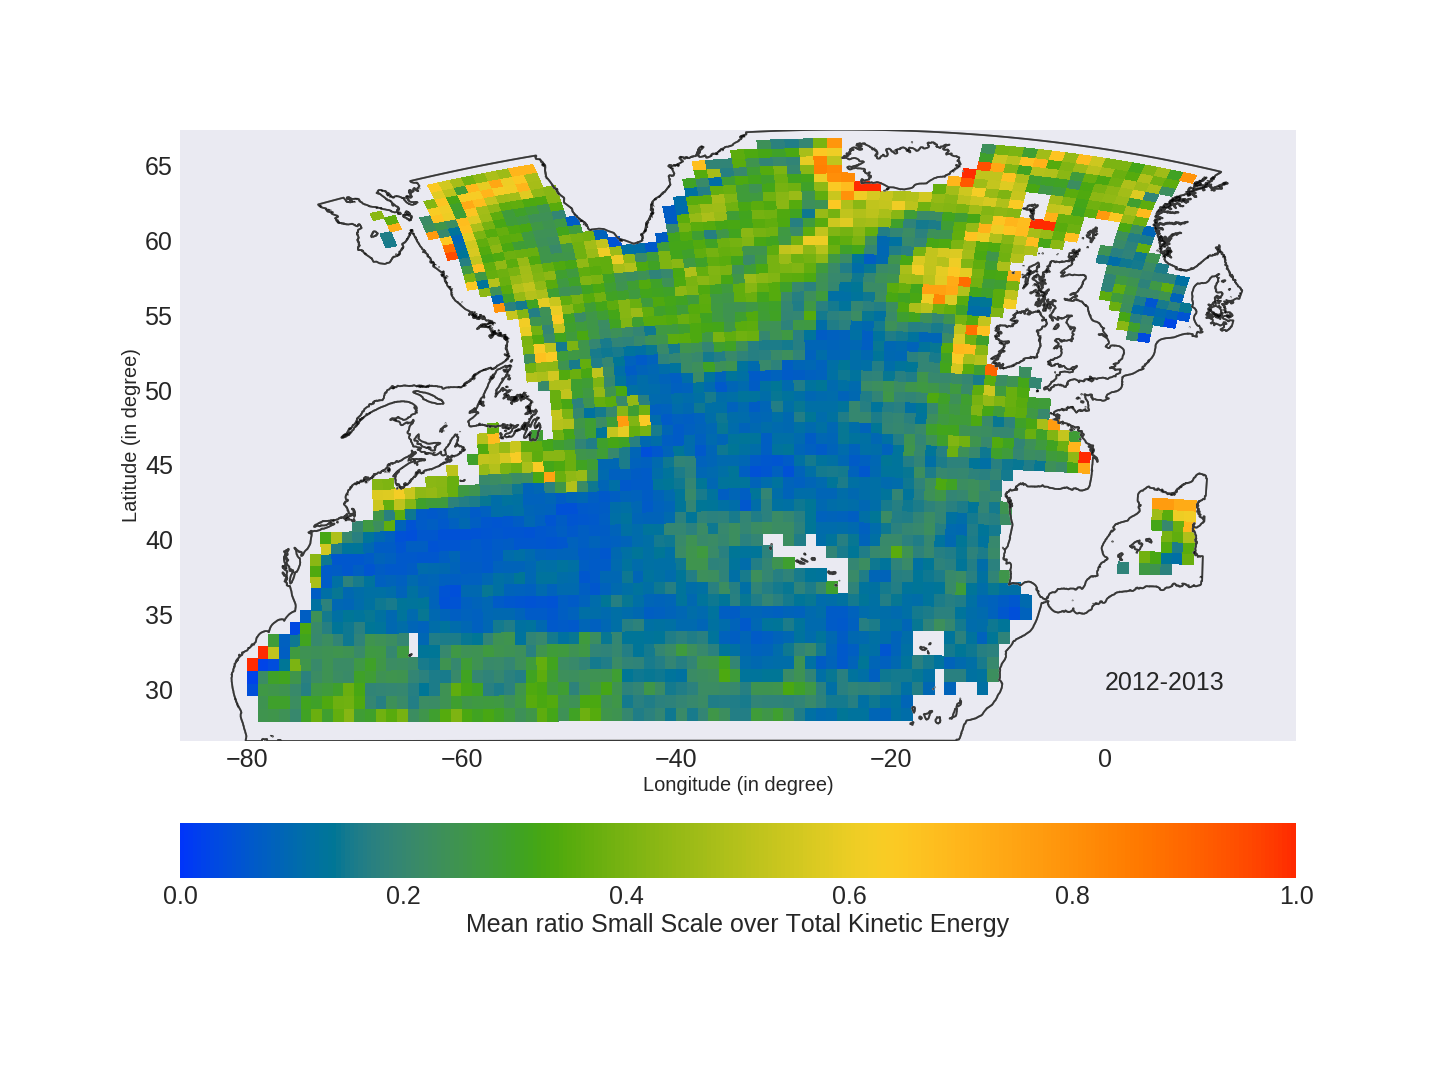 65
60
55
50
45
40
35
30
Latitude (in degree)
2012-2013
−80 −60 −40 −20 0
Longitude (in degree)
0.0 0.2 0.4 0.6 0.8 1.0
Mean ratio Small Scale over Total Kinetic Energy